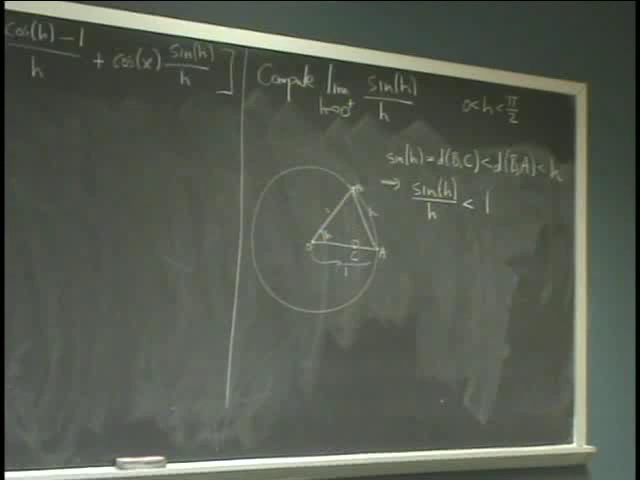 cos(h) - 1 / h + cos(x) sin(h) / h ]
Compute lim h→0⁺ sin(h) / h
0 < h < π/2
sin(h) = d(B,C) < d(B,A) < h
→ sin(h) / h < 1
B
h
C
A
1